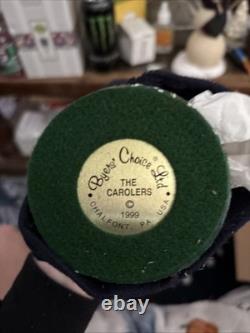 Byers' Choice® Ltd
THE
CAROLERS
©
1999
CHALFONT, PA USA